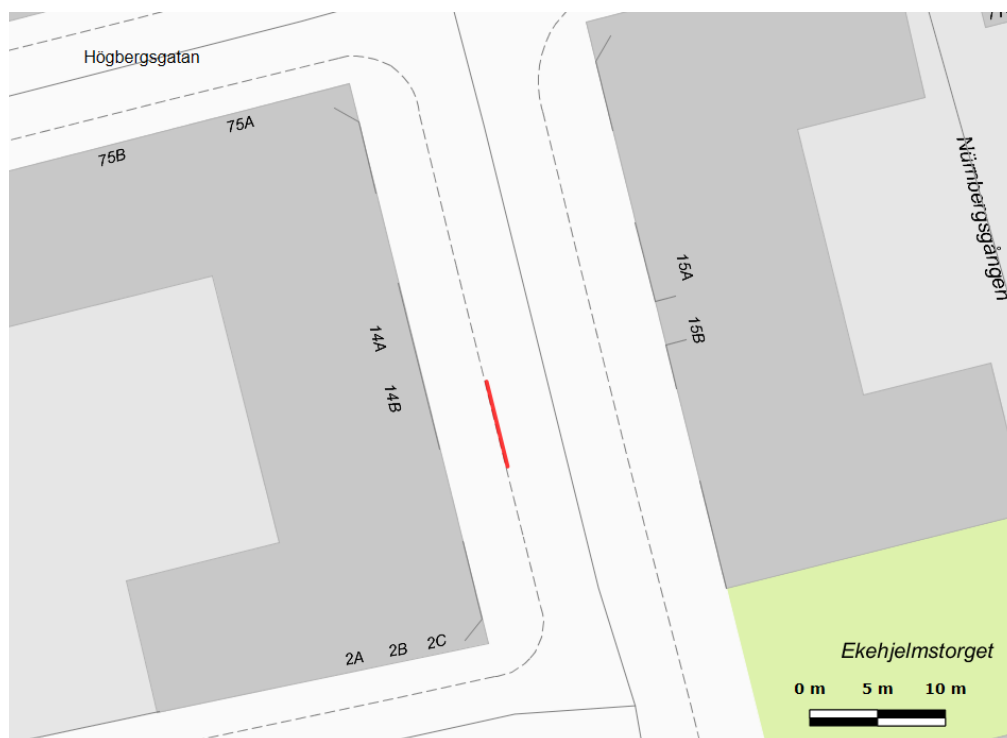 Högbergsgatan
75A
75B
Nürnbergsgången
15A
14A
15B
14B
2A 2B 2C
Ekehjelmstorget
0 m 5 m 10 m